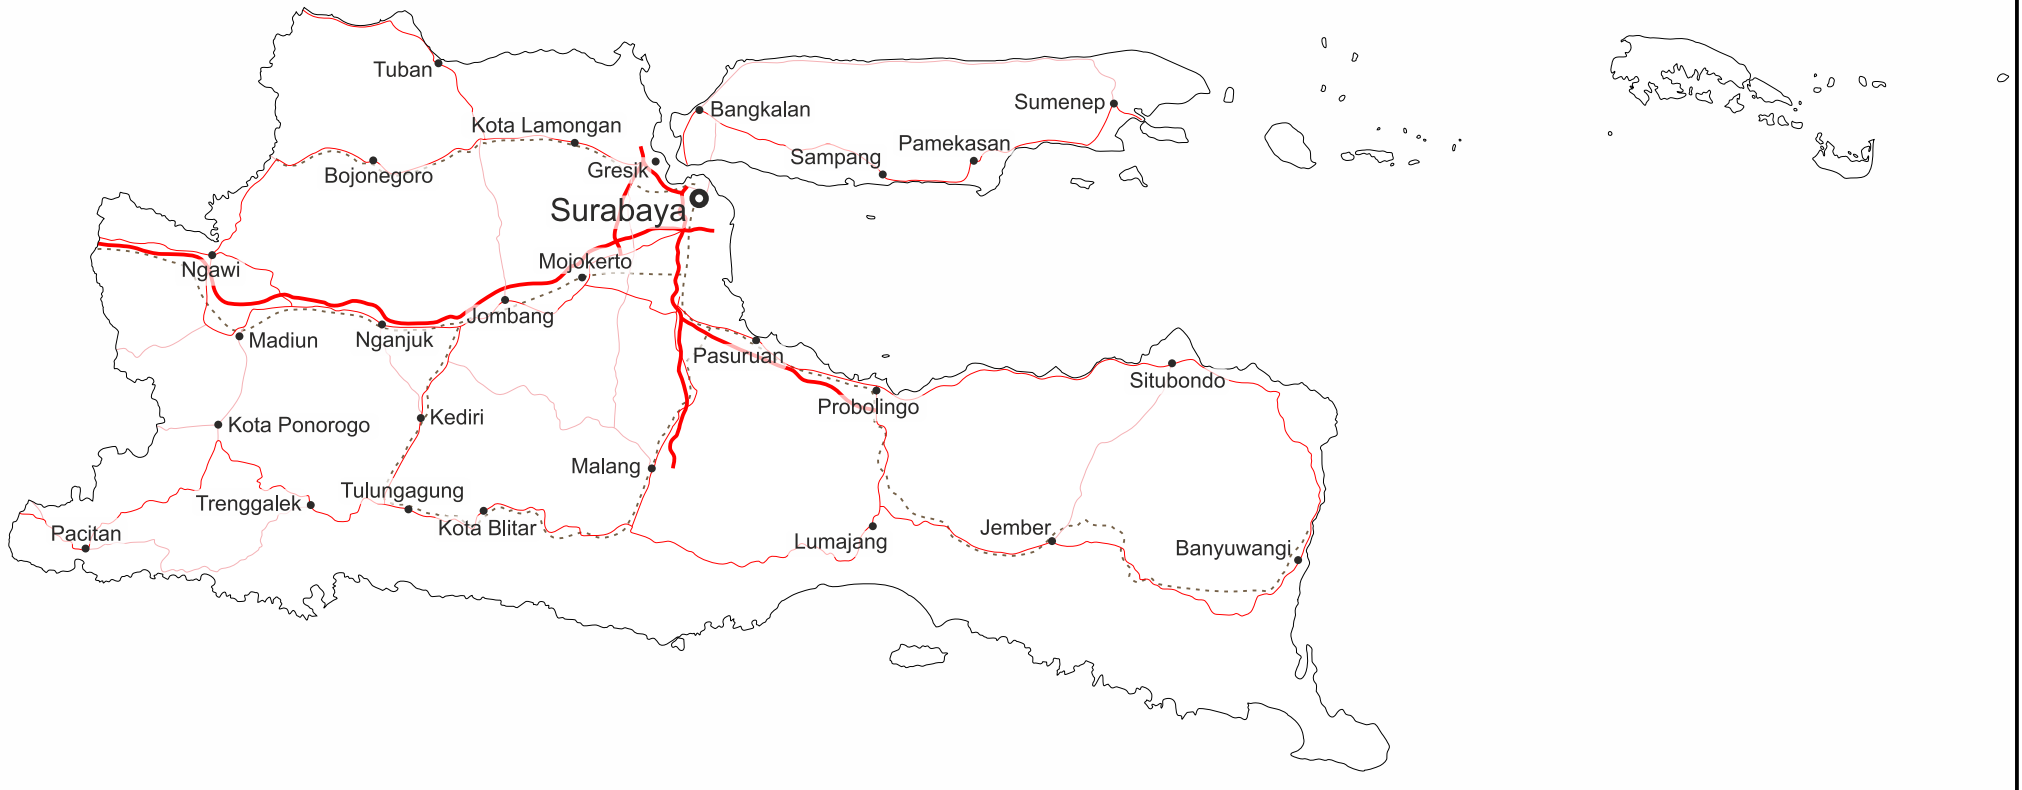 Tuban
Bangkalan
Sumenep
Kota Lamongan
Pamekasan
Sampang
Gresik
Bojonegoro
Surabaya
Mojokerto
Ngawi
Jombang
Madiun
Nganjuk
Pasuruan
Situbondo
Probolingo
Kediri
Kota Ponorogo
Malang
Tulungagung
Trenggalek
Kota Blitar
Jember
Pacitan
Lumajang
Banyuwangi